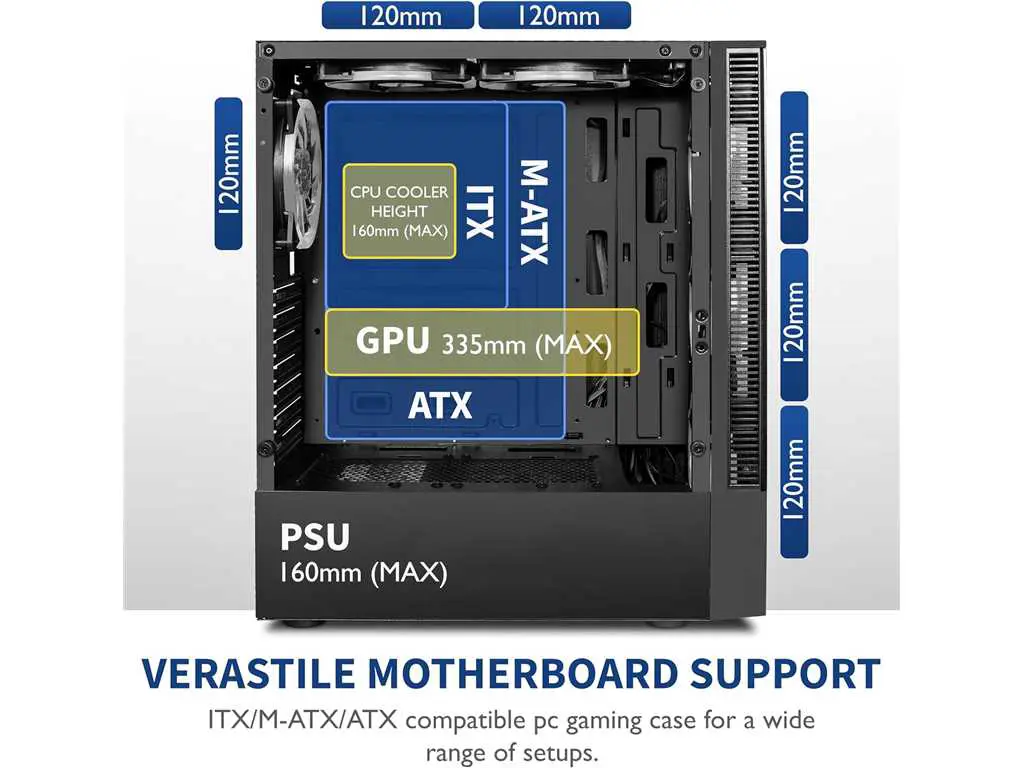 120mm 120mm
120mm
120mm
120mm
120mm
CPU COOLER
HEIGHT
160mm (MAX)
ITX
M-ATX
GPU 335mm (MAX)
ATX
PSU
160mm (MAX)
VERASTILE MOTHERBOARD SUPPORT
ITX/M-ATX/ATX compatible pc gaming case for a wide
range of setups.